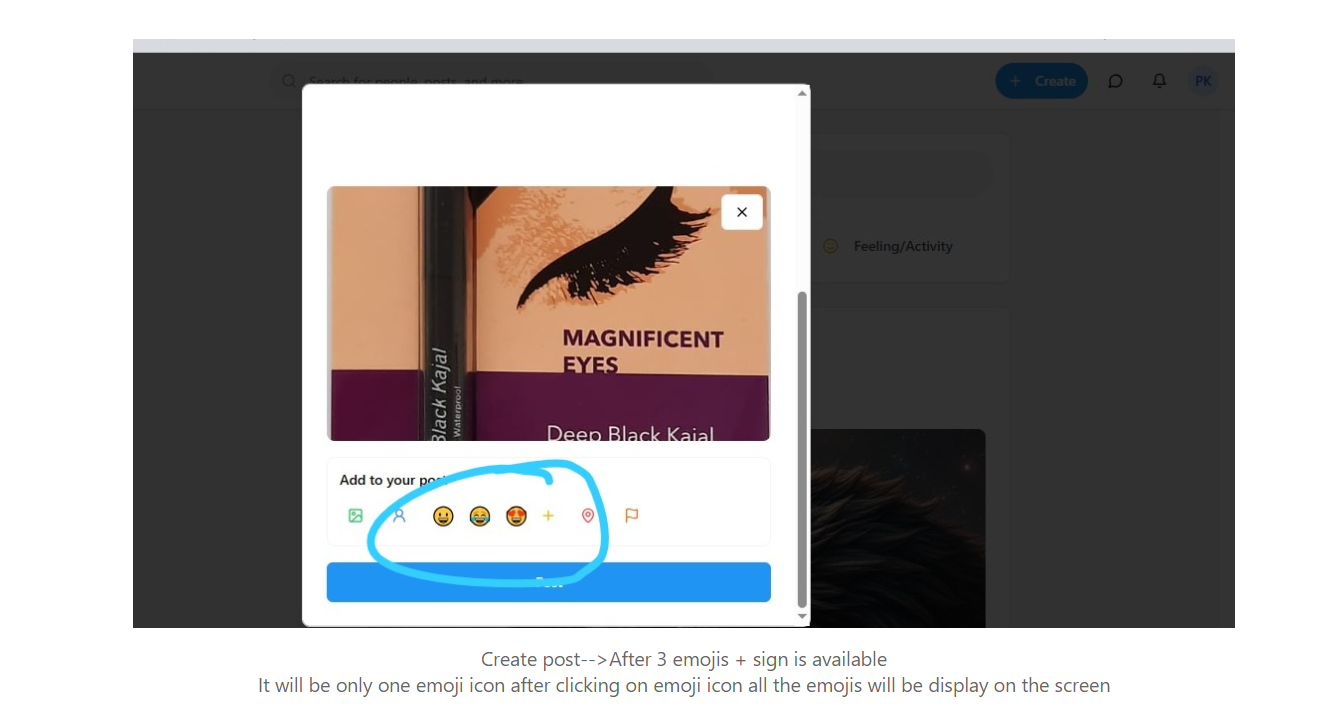 Search for people, posts, and more
+ Create
PK
Feeling/Activity
MAGNIFICENT
EYES
Black Kajal
Waterproof
Deep Black Kajal
Add to your post
Post
Create post-->After 3 emojis + sign is available
It will be only one emoji icon after clicking on emoji icon all the emojis will be display on the screen